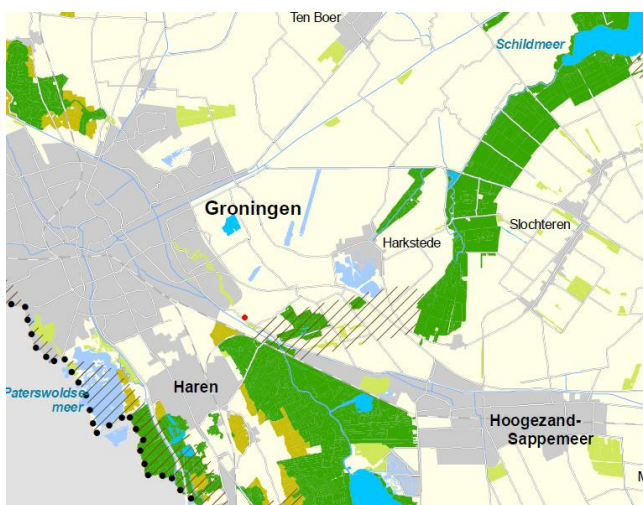 Ten Boer
Schildmeer
Groningen
Slochteren
Harkstede
Paterswoldse
meer
Haren
Hoogezand-
Sappemeer
M